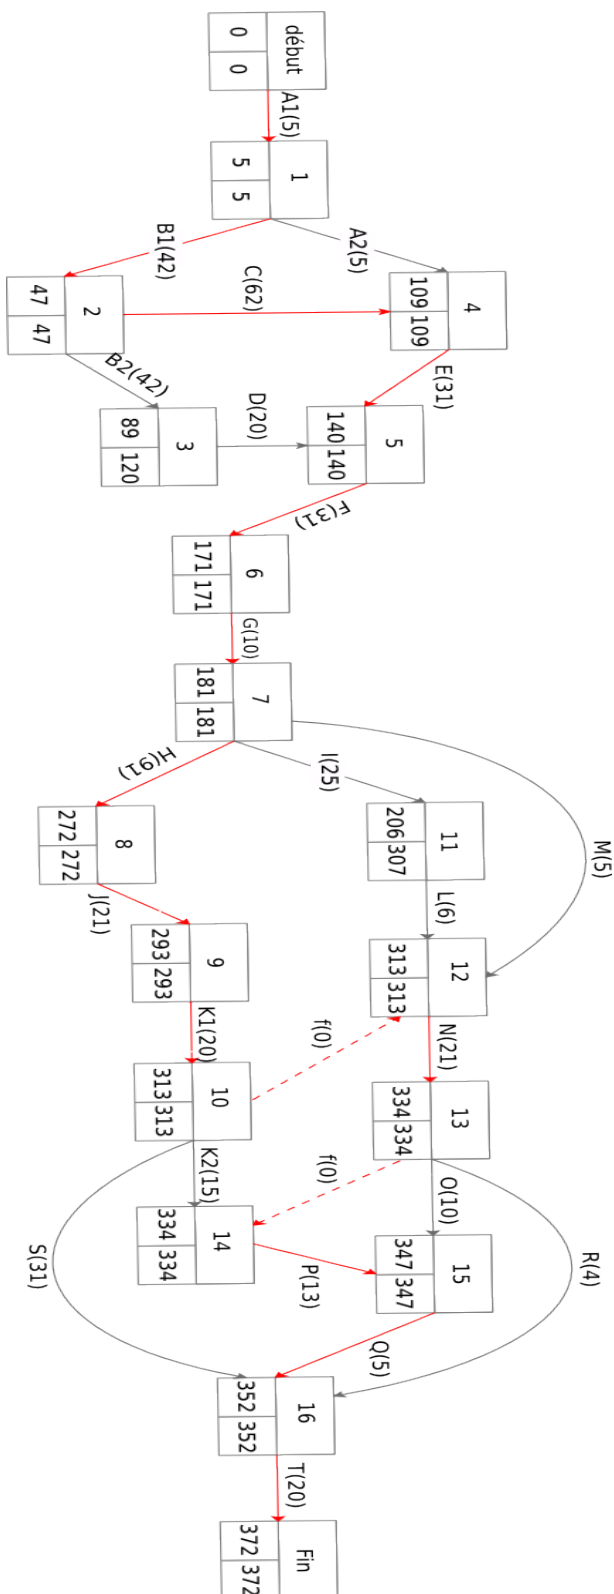 début
0 0
A1(5)
1
5 5
B1(42)
A2(5)
2
47 47
C(62)
4
109 109
B2(42)
E(31)
3
89 120
D(20)
5
140 140
F(31)
6
171 171
G(10)
7
181 181
H(91)
I(25)
M(5)
8
272 272
11
206 307
J(21)
L(6)
9
293 293
12
313 313
K1(20)
f(0)
N(21)
10
313 313
13
334 334
K2(15)
f(0)
O(10)
R(4)
S(31)
14
334 334
P(13)
15
347 347
Q(5)
16
352 352
T(20)
Fin
372 372